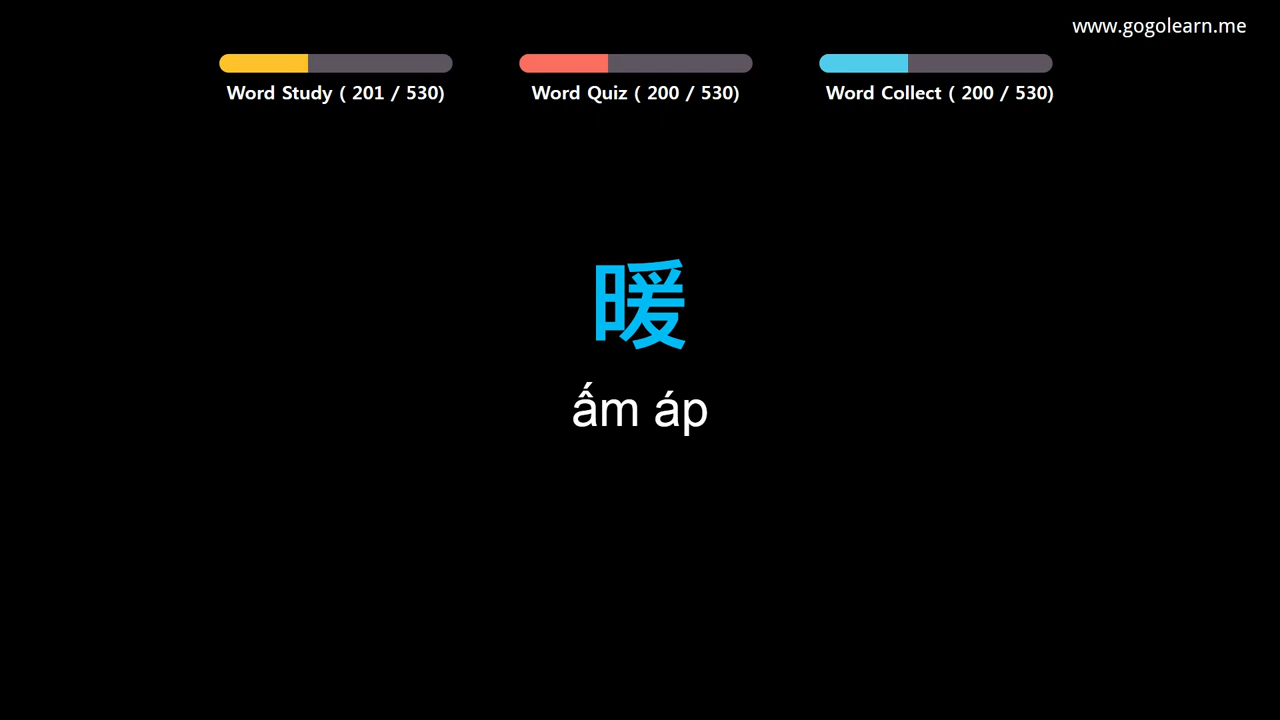 www.gogolearn.me
Word Study ( 201 / 530)
Word Quiz ( 200 / 530)
Word Collect ( 200 / 530)
暖
ấm áp